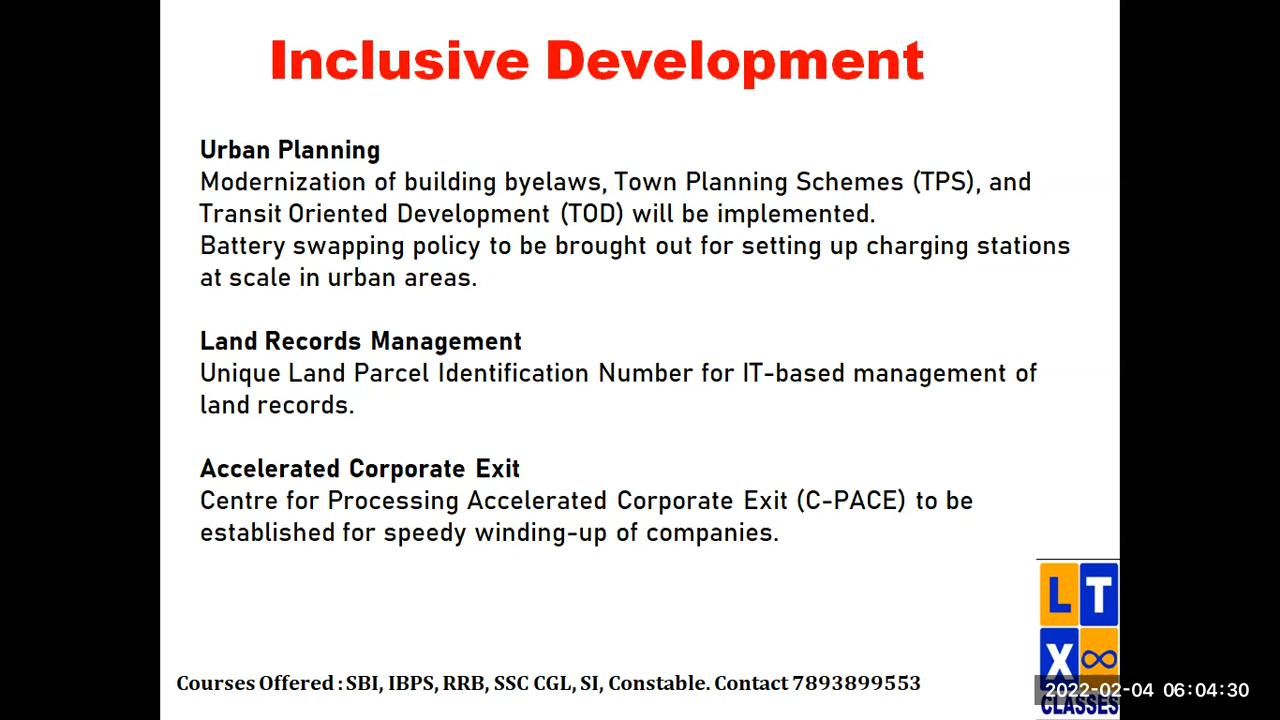 Inclusive Development
Urban Planning
Modernization of building byelaws, Town Planning Schemes (TPS), and
Transit Oriented Development (TOD) will be implemented.
Battery swapping policy to be brought out for setting up charging stations
at scale in urban areas.
Land Records Management
Unique Land Parcel Identification Number for IT-based management of
land records.
Accelerated Corporate Exit
Centre for Processing Accelerated Corporate Exit (C-PACE) to be
established for speedy winding-up of companies.
L T
X ∞
CLASSES
Courses Offered : SBI, IBPS, RRB, SSC CGL, SI, Constable. Contact 7893899553
2022-02-04 06:04:30